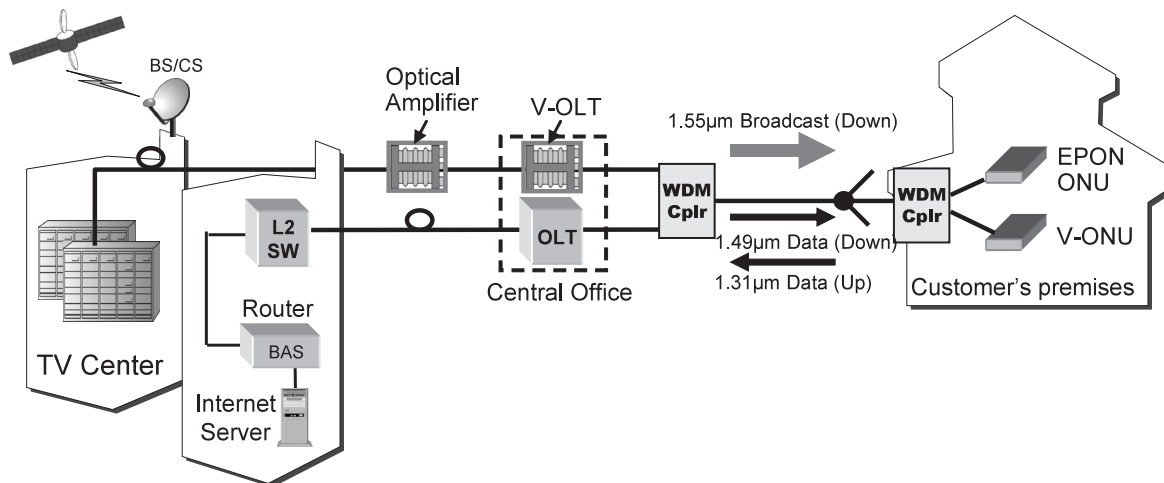 BS/CS
Optical
Amplifier
V-OLT
1.55µm Broadcast (Down)
WDM
Cplr
WDM
Cplr
EPON
ONU
V-ONU
L2
SW
OLT
1.49µm Data (Down)
1.31µm Data (Up)
Central Office
Customer's premises
Router
BAS
TV Center
Internet
Server